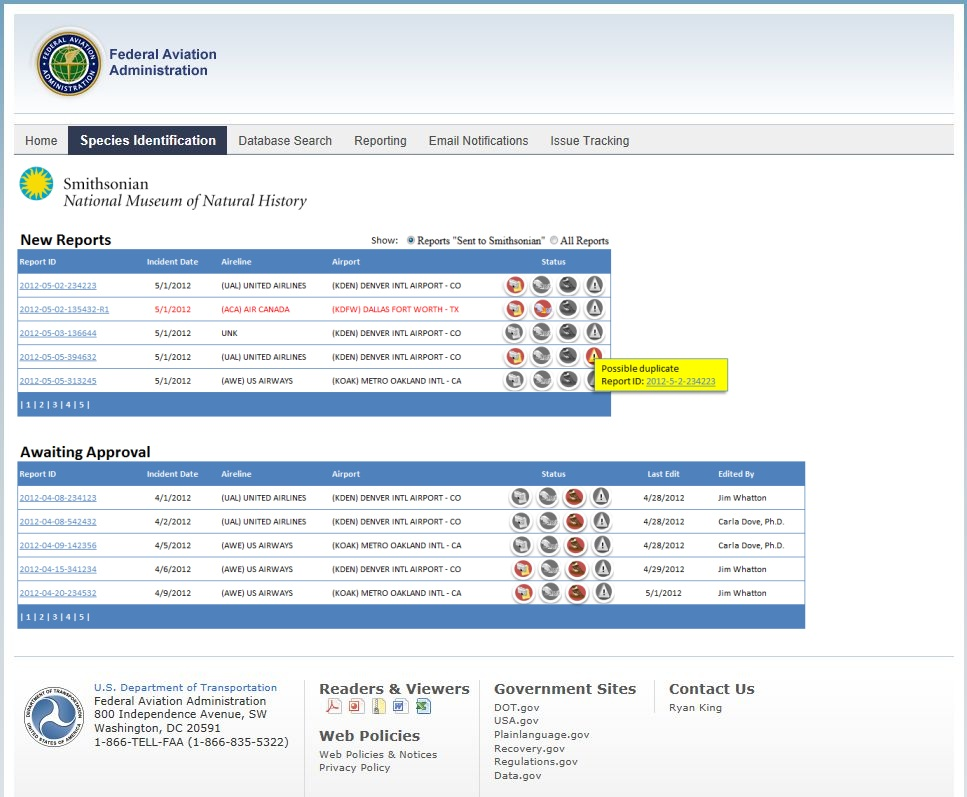 Federal Aviation
Administration
Home Species Identification Database Search Reporting Email Notifications Issue Tracking
Smithsonian
National Museum of Natural History
New Reports Show: Reports "Sent to Smithsonian" All Reports
Report ID Incident Date Aireline Airport Status
2012-05-02-234223 5/1/2012 (UAL) UNITED AIRLINES (KDEN) DENVER INTL AIRPORT - CO
2012-05-02-135432-R1 5/1/2012 (ACA) AIR CANADA (KDFW) DALLAS FORT WORTH - TX
2012-05-03-136644 5/1/2012 UNK (KDEN) DENVER INTL AIRPORT - CO
2012-05-05-394632 5/1/2012 (UAL) UNITED AIRLINES (KDEN) DENVER INTL AIRPORT - CO
Possible duplicate
Report ID: 2012-5-2-234223
2012-05-05-313245 5/1/2012 (AWE) US AIRWAYS (KOAK) METRO OAKLAND INTL - CA
| 1 | 2 | 3 | 4 | 5 |
Awaiting Approval
Report ID Incident Date Aireline Airport Status Last Edit Edited By
2012-04-08-234123 4/1/2012 (UAL) UNITED AIRLINES (KDEN) DENVER INTL AIRPORT - CO 4/28/2012 Jim Whatton
2012-04-08-542432 4/2/2012 (UAL) UNITED AIRLINES (KDEN) DENVER INTL AIRPORT - CO 4/28/2012 Carla Dove, Ph.D.
2012-04-09-142356 4/5/2012 (AWE) US AIRWAYS (KOAK) METRO OAKLAND INTL - CA 4/28/2012 Carla Dove, Ph.D.
2012-04-15-341234 4/6/2012 (AWE) US AIRWAYS (KDEN) DENVER INTL AIRPORT - CO 4/29/2012 Jim Whatton
2012-04-20-234532 4/9/2012 (AWE) US AIRWAYS (KOAK) METRO OAKLAND INTL - CA 5/1/2012 Jim Whatton
| 1 | 2 | 3 | 4 | 5 |
U.S. Department of Transportation
Federal Aviation Administration
800 Independence Avenue, SW
Washington, DC 20591
1-866-TELL-FAA (1-866-835-5322)
Readers & Viewers
Web Policies
Web Policies & Notices
Privacy Policy
Government Sites
DOT.gov
USA.gov
Plainlanguage.gov
Recovery.gov
Regulations.gov
Data.gov
Contact Us
Ryan King
FEDERAL AVIATION
ADMINISTRATION
DEPARTMENT OF TRANSPORTATION
UNITED STATES OF AMERICA